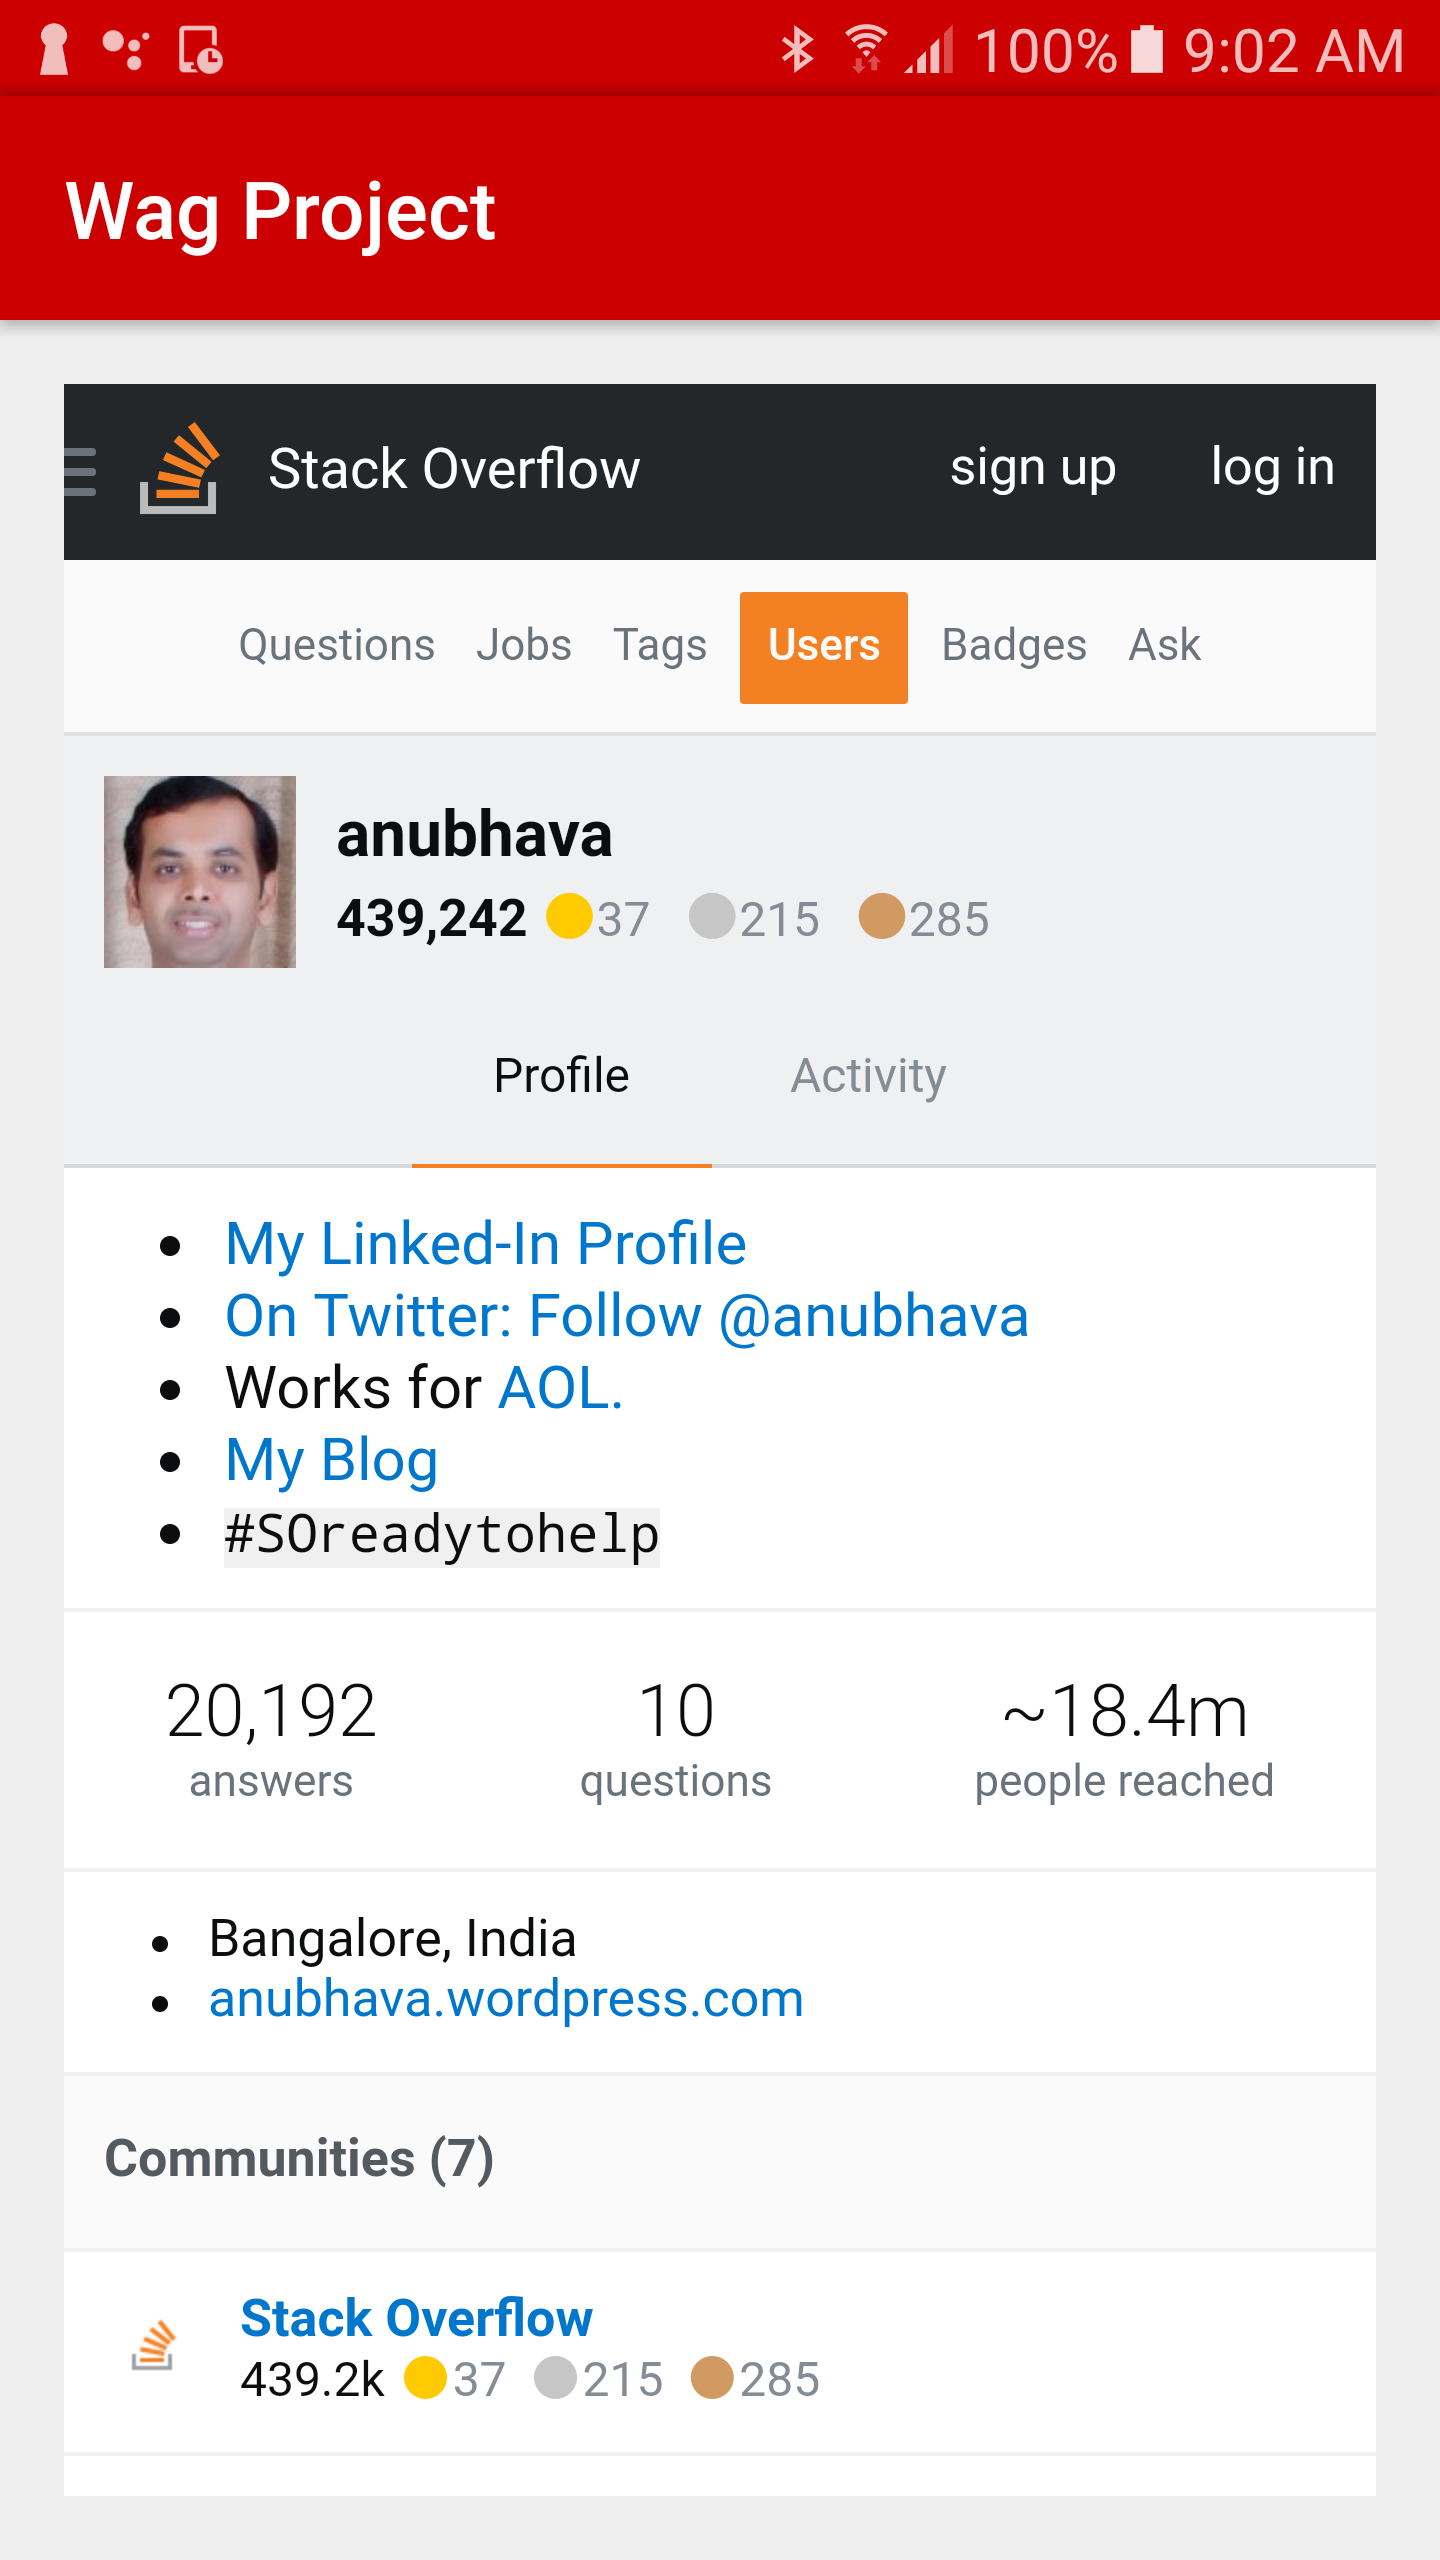 100% 9:02 AM
Wag Project
Stack Overflow sign up log in
Questions Jobs Tags Users Badges Ask
anubhava
439,242 37 215 285
Profile Activity
My Linked-In Profile
On Twitter: Follow @anubhava
Works for AOL.
My Blog
#SOreadytohelp
20,192 10 ~18.4m
answers questions people reached
Bangalore, India
anubhava.wordpress.com
Communities (7)
Stack Overflow
439.2k 37 215 285